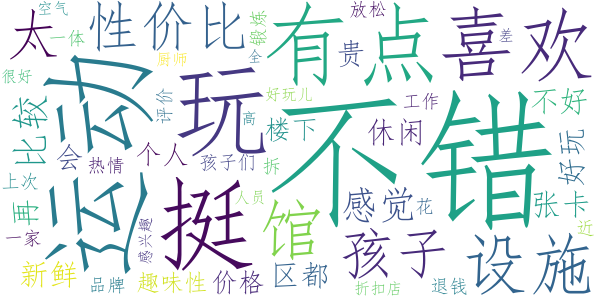 空气
太
一体
性价比
厨师
锻炼
全
有点
放松
贵
喜欢
差
很好
运动
玩
评价
好玩儿
高
楼下
不错
工作
不好
比较
会
热情
个人
孩子们
拆
休闲
好玩
上次
再
挺
馆
人员
感觉
花
张卡
一家
感兴趣
孩子
近
新鲜
品牌
趣味性
价格
区都
折扣店
退钱
设施